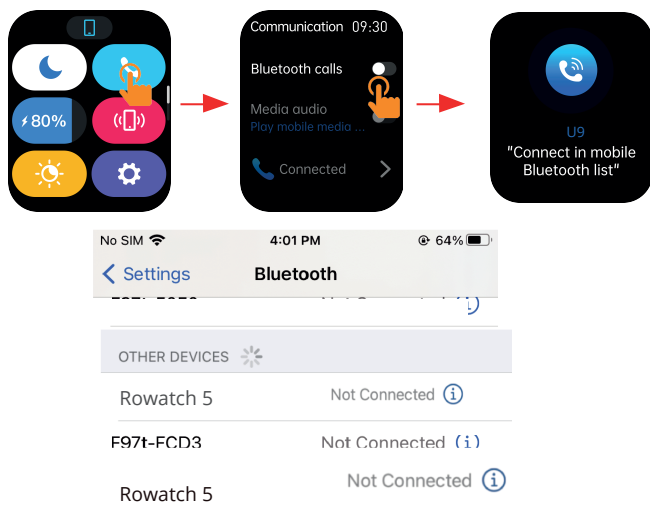 80%
Communication 09:30
Bluetooth calls
Media audio
Play mobile media ...
Connected
U9
"Connect in mobile
Bluetooth list"
No SIM 4:01 PM 64%
Settings Bluetooth
Not Connected
OTHER DEVICES
Rowatch 5 Not Connected
F97t-FCD3 Not Connected
Rowatch 5 Not Connected